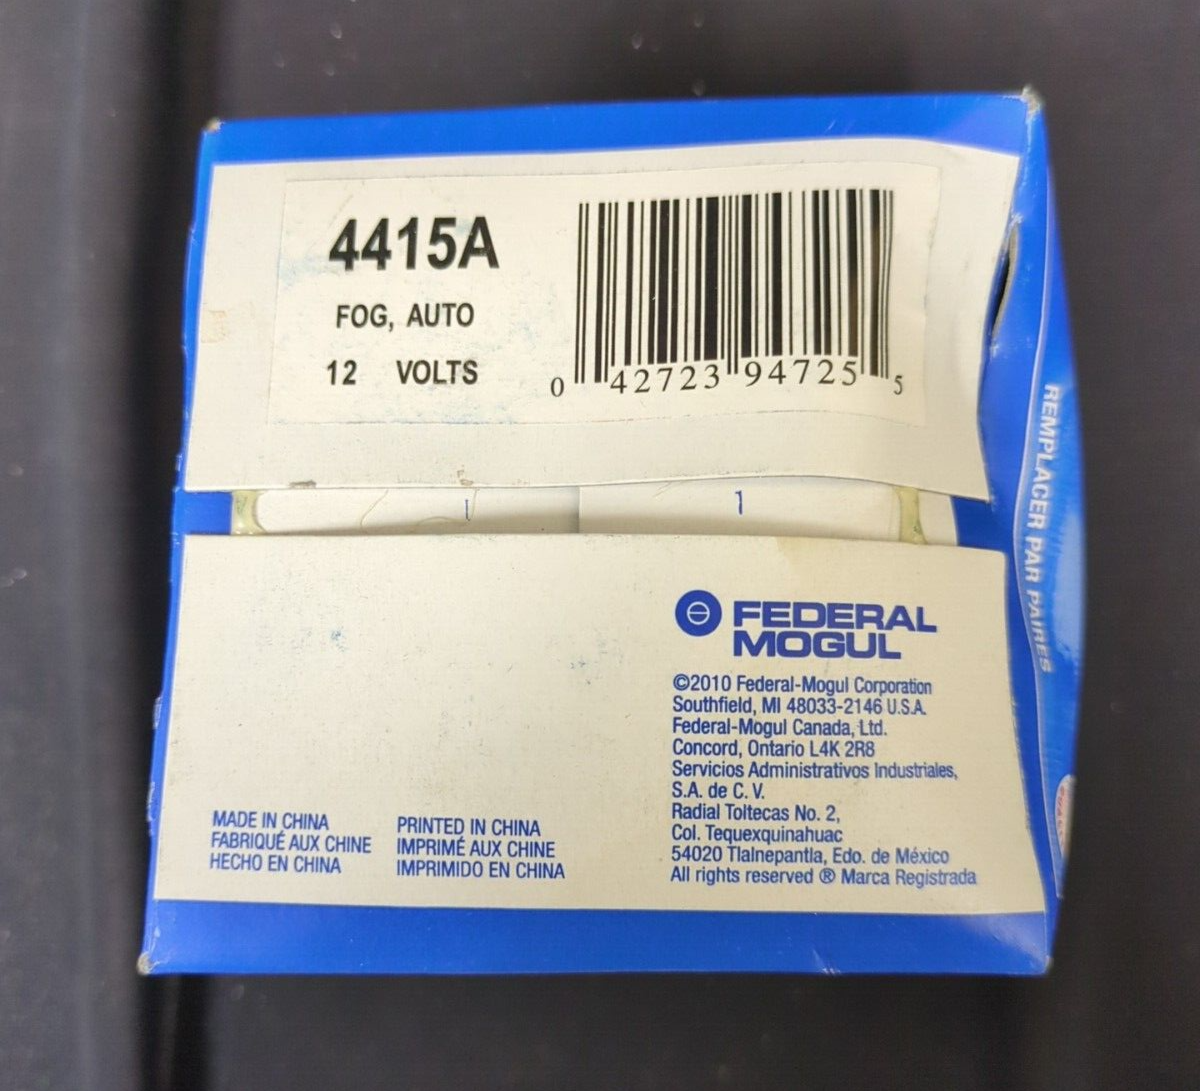 4415A
FOG, AUTO
12 VOLTS
0 42723 94725 5
1
1
REMPLACER PAR PAIRES
FEDERAL
MOGUL
©2010 Federal-Mogul Corporation
Southfield, MI 48033-2146 U.S.A.
Federal-Mogul Canada, Ltd.
Concord, Ontario L4K 2R8
Servicios Administrativos Industriales,
S.A. de C. V.
Radial Toltecas No. 2,
Col. Tequexquinahuac
54020 Tlalnepantla, Edo. de México
All rights reserved ® Marca Registrada
MADE IN CHINA
FABRIQUÉ AUX CHINE
HECHO EN CHINA
PRINTED IN CHINA
IMPRIMÉ AUX CHINE
IMPRIMIDO EN CHINA